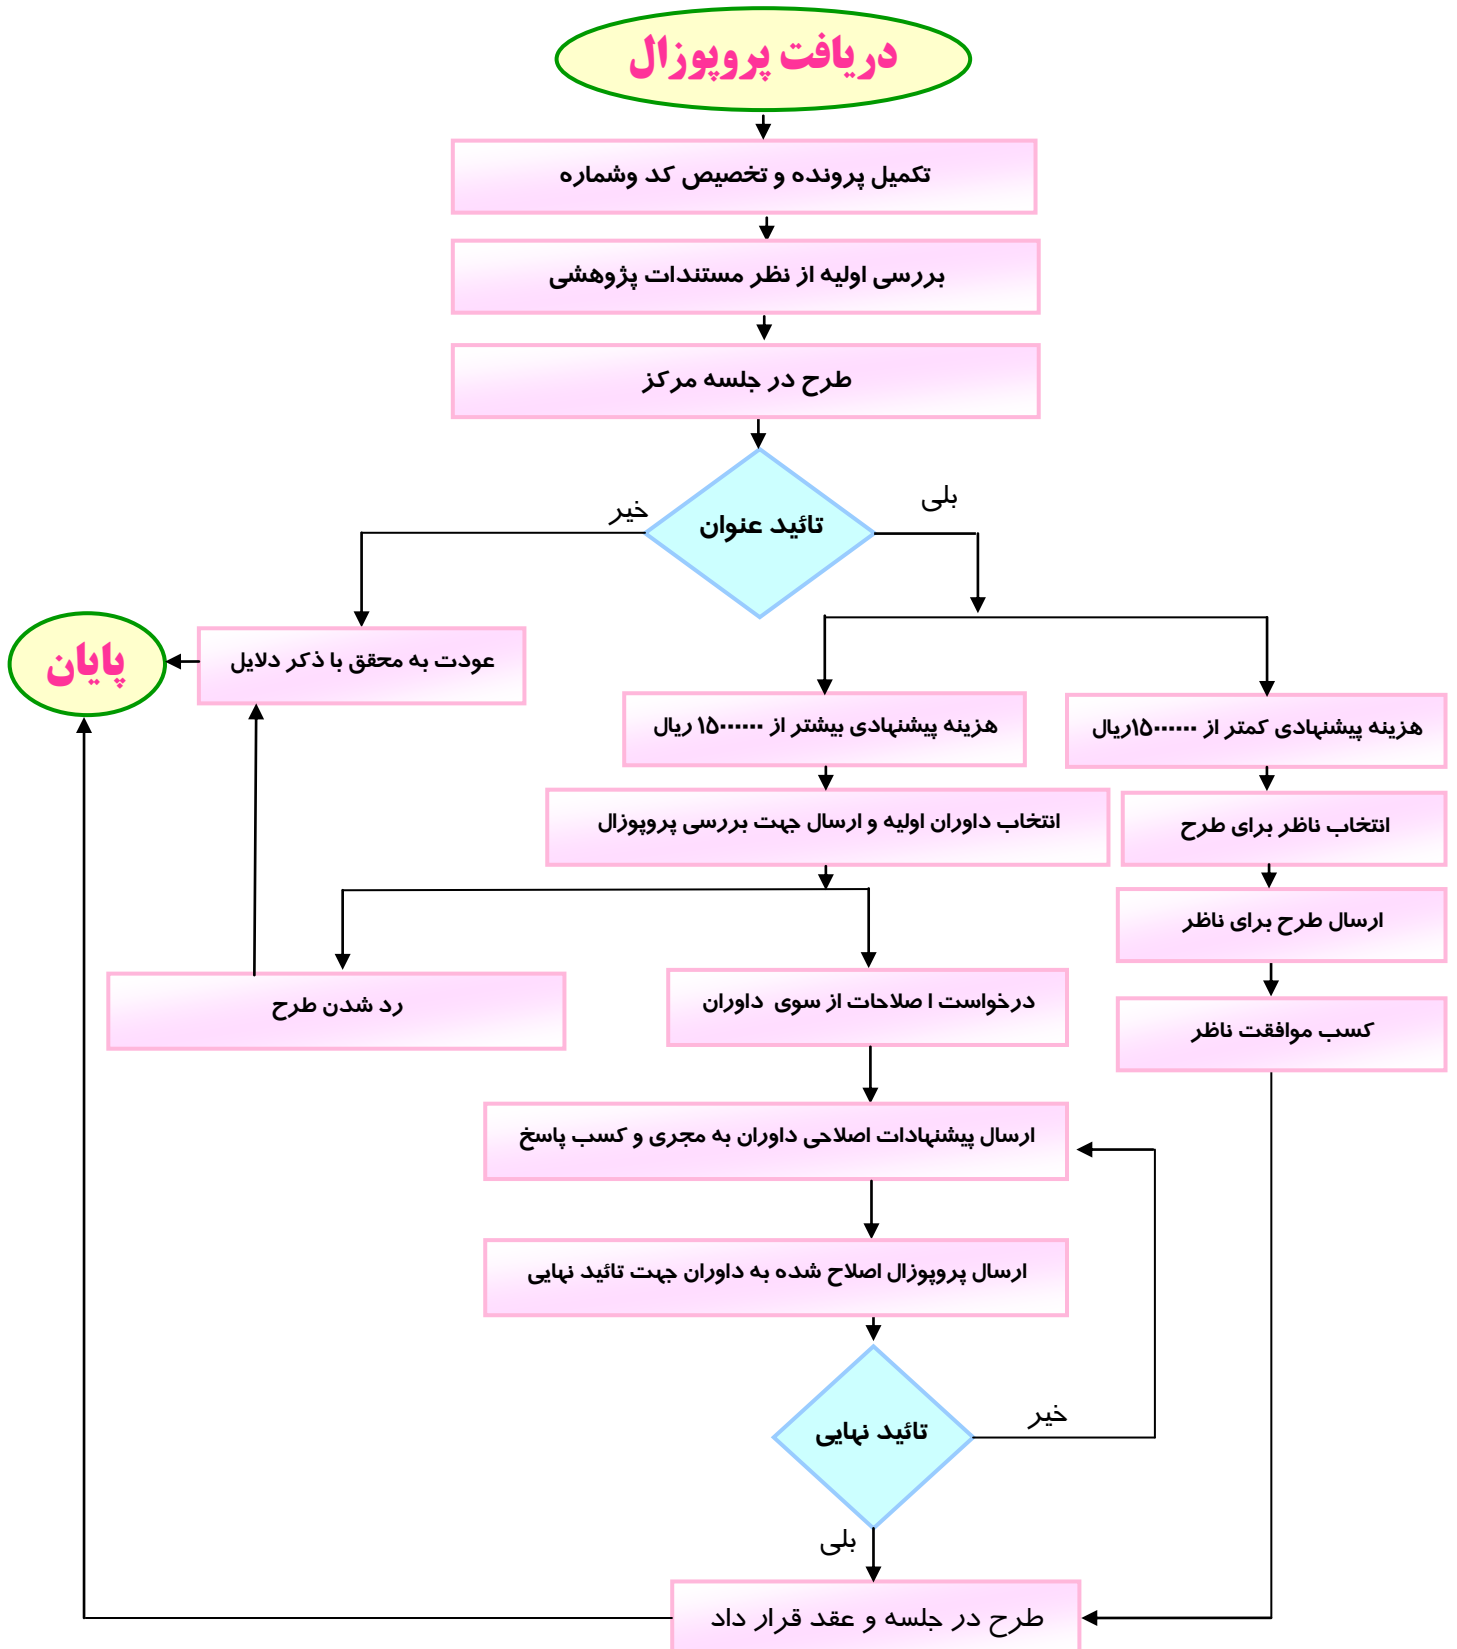 دریافت پروپوزال
تکمیل پرونده و تخصیص کد وشماره
بررسی اولیه از نظر مستندات پژوهشی
طرح در جلسه مرکز
تائید عنوان
بلی
خیر
پایان
عودت به محقق با ذکر دلایل
هزینه پیشنهادی بیشتر از ۱۵۰۰۰۰۰۰ ریال
هزینه پیشنهادی کمتر از ۱۵۰۰۰۰۰۰ریال
انتخاب داوران اولیه و ارسال جهت بررسی پروپوزال
انتخاب ناظر برای طرح
ارسال طرح برای ناظر
رد شدن طرح
درخواست ا صلاحات از سوی داوران
کسب موافقت ناظر
ارسال پیشنهادات اصلاحی داوران به مجری و کسب پاسخ
ارسال پروپوزال اصلاح شده به داوران جهت تائید نهایی
تائید نهایی
خیر
بلی
طرح در جلسه و عقد قرار داد